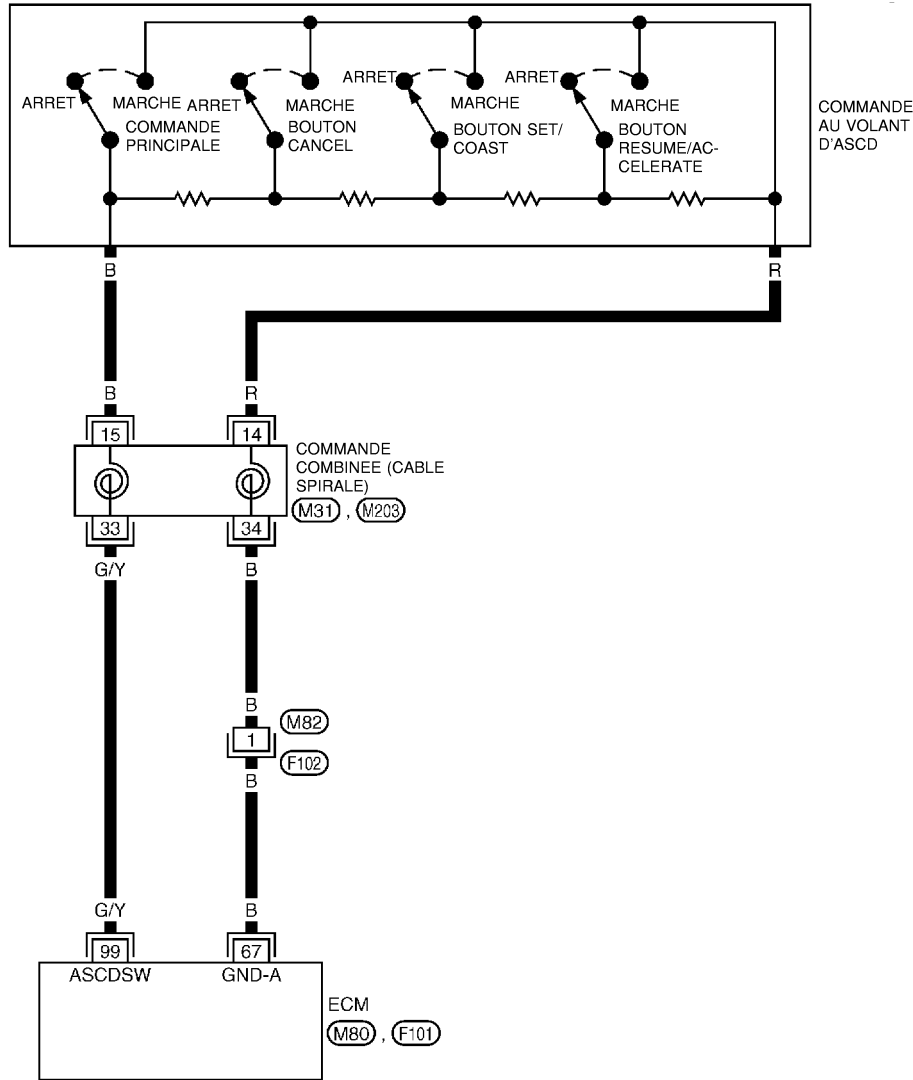 ARRET MARCHE ARRET MARCHE ARRET MARCHE ARRET MARCHE
COMMANDE
PRINCIPALE
BOUTON
CANCEL
BOUTON SET/
COAST
BOUTON
RESUME/AC-
CELERATE
COMMANDE
AU VOLANT
D'ASCD
B R
B R
15 14
COMMANDE
COMBINEE (CABLE
SPIRALE)
M31 , M203
33 34
G/Y B
B
M82
1
F102
B
G/Y B
99 67
ASCDSW GND-A
ECM
M80 , F101